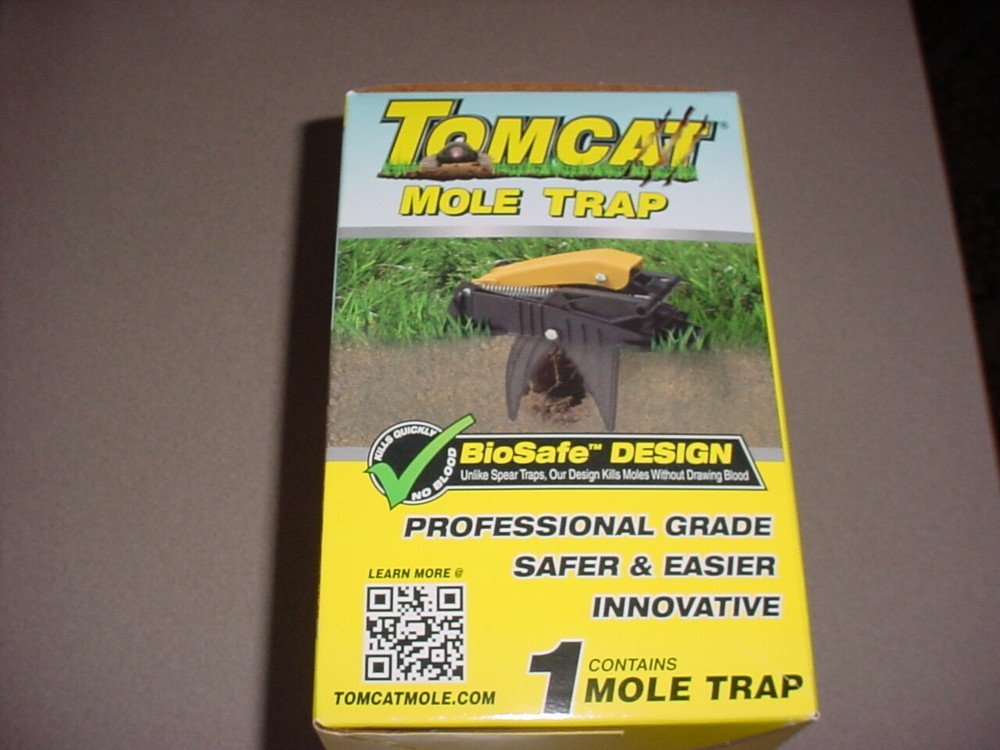 TOMCAT®
MOLE TRAP
KILLS QUICKLY
NO BLOOD
BioSafe™ DESIGN
Unlike Spear Traps, Our Design Kills Moles Without Drawing Blood
PROFESSIONAL GRADE
SAFER & EASIER
INNOVATIVE
LEARN MORE @
TOMCATMOLE.COM
1 CONTAINS
MOLE TRAP